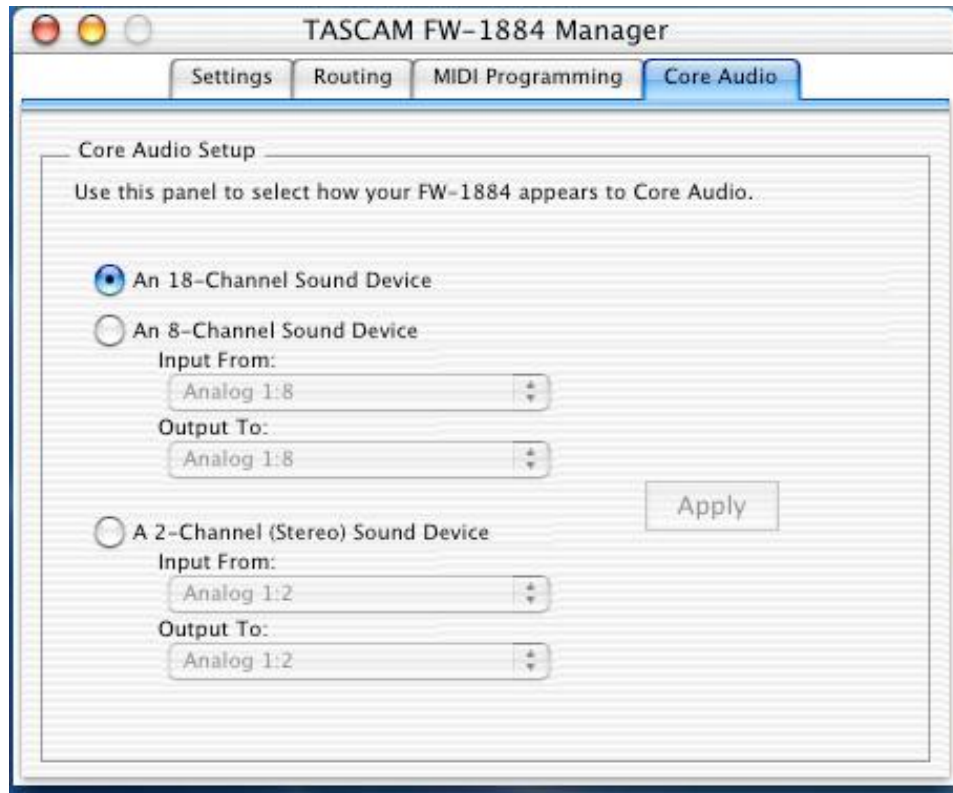 TASCAM FW-1884 Manager
Settings Routing MIDI Programming Core Audio
Core Audio Setup
Use this panel to select how your FW-1884 appears to Core Audio.
An 18-Channel Sound Device
An 8-Channel Sound Device
Input From:
Analog 1:8
Output To:
Analog 1:8
Apply
A 2-Channel (Stereo) Sound Device
Input From:
Analog 1:2
Output To:
Analog 1:2